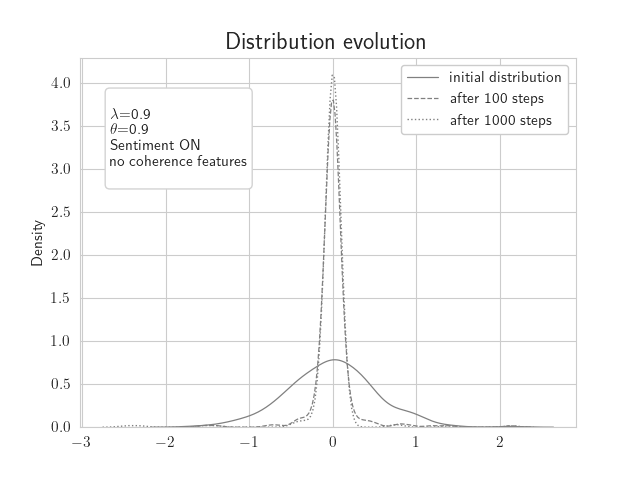 Distribution evolution
initial distribution
after 100 steps
after 1000 steps
λ=0.9
θ=0.9
Sentiment ON
no coherence features
Density
4.0
3.5
3.0
2.5
2.0
1.5
1.0
0.5
0.0
−3 −2 −1 0 1 2